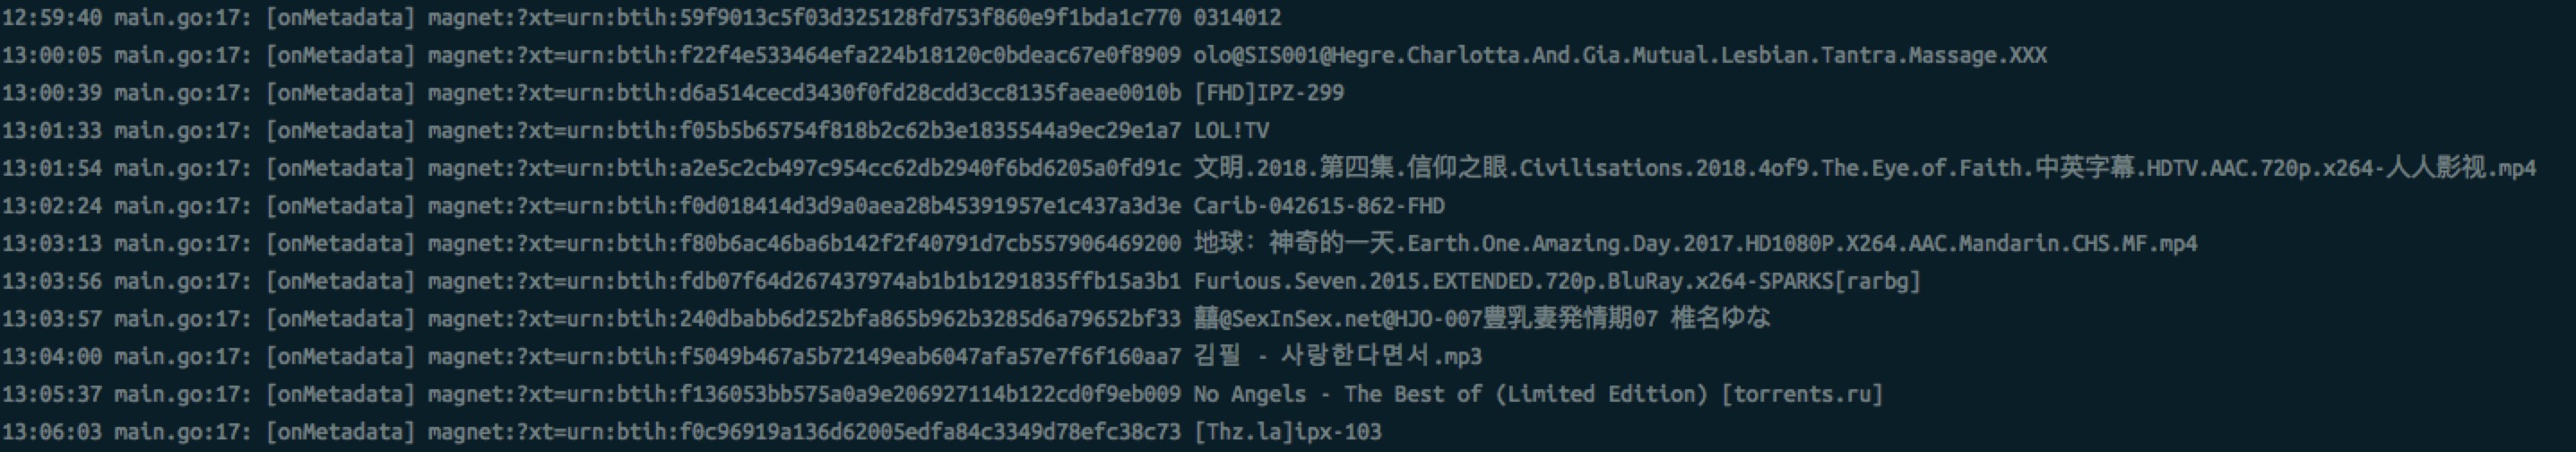 12:59:40 main.go:17: [onMetadata] magnet:?xt=urn:btih:59f9013c5f03d325128fd753f860e9f1bda1c770 0314012
13:00:05 main.go:17: [onMetadata] magnet:?xt=urn:btih:f22f4e533464efa224b18120c0bdeac67e0f8909 olo@SIS001@Hegre.Charlotta.And.Gia.Mutual.Lesbian.Tantra.Massage.XXX
13:00:39 main.go:17: [onMetadata] magnet:?xt=urn:btih:d6a514cecd3430f0fd28cdd3cc8135faeae0010b [FHD]IPZ-299
13:01:33 main.go:17: [onMetadata] magnet:?xt=urn:btih:f05b5b65754f818b2c62b3e1835544a9ec29e1a7 LOL!TV
13:01:54 main.go:17: [onMetadata] magnet:?xt=urn:btih:a2e5c2cb497c954cc62db2940f6bd6205a0fd91c 文明.2018.第四集.信仰之眼.Civilisations.2018.4of9.The.Eye.of.Faith.中英字幕.HDTV.AAC.720p.x264-人人影视.mp4
13:02:24 main.go:17: [onMetadata] magnet:?xt=urn:btih:f0d018414d3d9a0aea28b45391957e1c437a3d3e Carib-042615-862-FHD
13:03:13 main.go:17: [onMetadata] magnet:?xt=urn:btih:f80b6ac46ba6b142f2f40791d7cb557906469200 地球：神奇的一天.Earth.One.Amazing.Day.2017.HD1080P.X264.AAC.Mandarin.CHS.MF.mp4
13:03:56 main.go:17: [onMetadata] magnet:?xt=urn:btih:fdb07f64d267437974ab1b1b1291835ffb15a3b1 Furious.Seven.2015.EXTENDED.720p.BluRay.x264-SPARKS[rarbg]
13:03:57 main.go:17: [onMetadata] magnet:?xt=urn:btih:240dbabb6d252bfa865b962b3285d6a79652bf33 囍@SexInSex.net@HJO-007豊乳妻発情期07 椎名ゆな
13:04:00 main.go:17: [onMetadata] magnet:?xt=urn:btih:f5049b467a5b72149eab6047afa57e7f6f160aa7 김필 - 사랑한다면서.mp3
13:05:37 main.go:17: [onMetadata] magnet:?xt=urn:btih:f136053bb575a0a9e206927114b122cd0f9eb009 No Angels - The Best of (Limited Edition) [torrents.ru]
13:06:03 main.go:17: [onMetadata] magnet:?xt=urn:btih:f0c96919a136d62005edfa84c3349d78efc38c73 [Thz.la]ipx-103